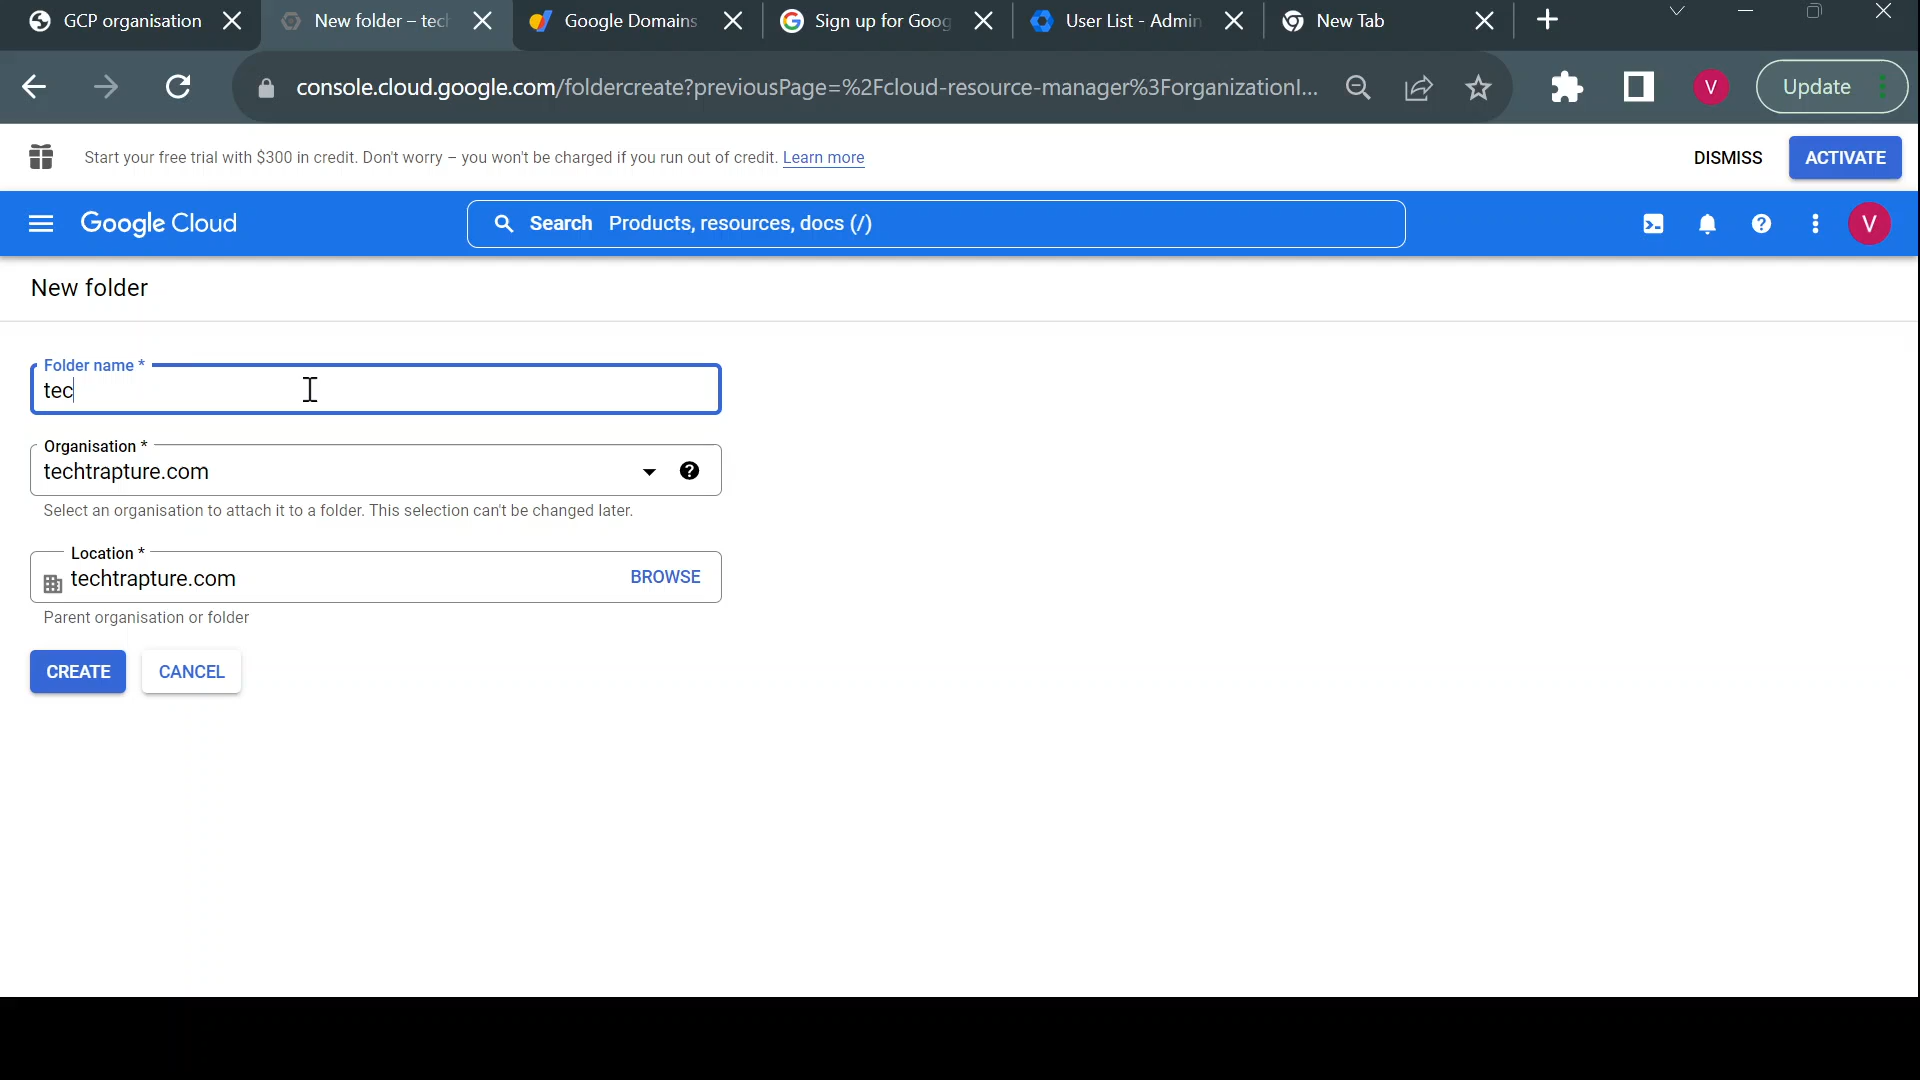 GCP organisation
New folder – tec
Google Domains
Sign up for Goog
User List - Admin
New Tab
console.cloud.google.com/foldercreate?previousPage=%2Fcloud-resource-manager%3Forganizationl...
V
Update
Start your free trial with $300 in credit. Don't worry – you won't be charged if you run out of credit. Learn more
DISMISS
ACTIVATE
Google Cloud
Search Products, resources, docs (/)
V
New folder
Folder name *
tec
Organisation *
techtrapture.com
Select an organisation to attach it to a folder. This selection can't be changed later.
Location *
techtrapture.com
BROWSE
Parent organisation or folder
CREATE
CANCEL